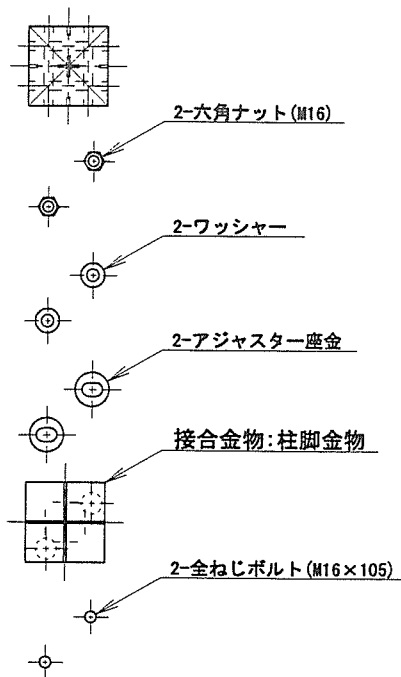 2-六角ナット(M16)
2-ワッシャー
2-アジャスター座金
接合金物:柱脚金物
2-全ねじボルト(M16×105)